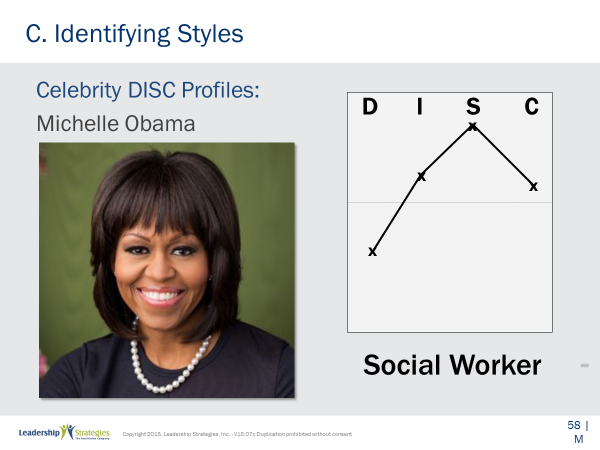 C. Identifying Styles
Celebrity DISC Profiles:
Michelle Obama
D I S C
x
x
x
x
Social Worker
-
Leadership Strategies
The Facilitation Company
Copyright 2015, Leadership Strategies, Inc. - V15.07c Duplication prohibited without consent
58 |
M